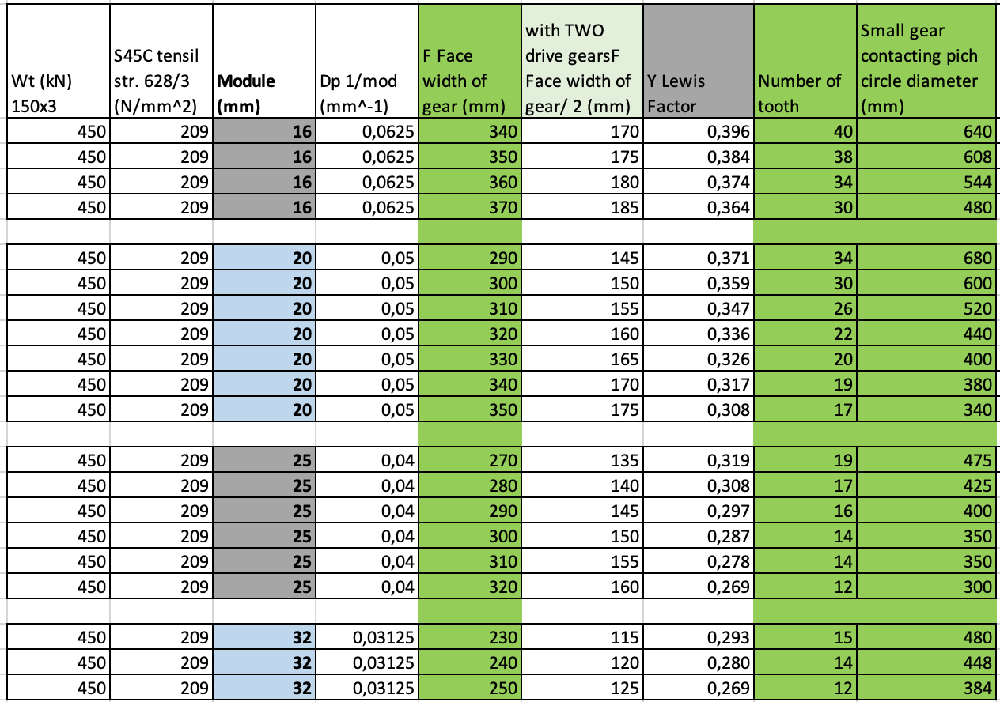 Wt (kN) 150x3 S45C tensil str. 628/3 (N/mm^2) Module (mm) Dp 1/mod (mm^-1) F Face width of gear (mm) with TWO drive gearsF Face width of gear/ 2 (mm) Y Lewis Factor Number of tooth Small gear contacting pich circle diameter (mm)
450 209 16 0,0625 340 170 0,396 40 640
450 209 16 0,0625 350 175 0,384 38 608
450 209 16 0,0625 360 180 0,374 34 544
450 209 16 0,0625 370 185 0,364 30 480
450 209 20 0,05 290 145 0,371 34 680
450 209 20 0,05 300 150 0,359 30 600
450 209 20 0,05 310 155 0,347 26 520
450 209 20 0,05 320 160 0,336 22 440
450 209 20 0,05 330 165 0,326 20 400
450 209 20 0,05 340 170 0,317 19 380
450 209 20 0,05 350 175 0,308 17 340
450 209 25 0,04 270 135 0,319 19 475
450 209 25 0,04 280 140 0,308 17 425
450 209 25 0,04 290 145 0,297 16 400
450 209 25 0,04 300 150 0,287 14 350
450 209 25 0,04 310 155 0,278 14 350
450 209 25 0,04 320 160 0,269 12 300
450 209 32 0,03125 230 115 0,293 15 480
450 209 32 0,03125 240 120 0,280 14 448
450 209 32 0,03125 250 125 0,269 12 384